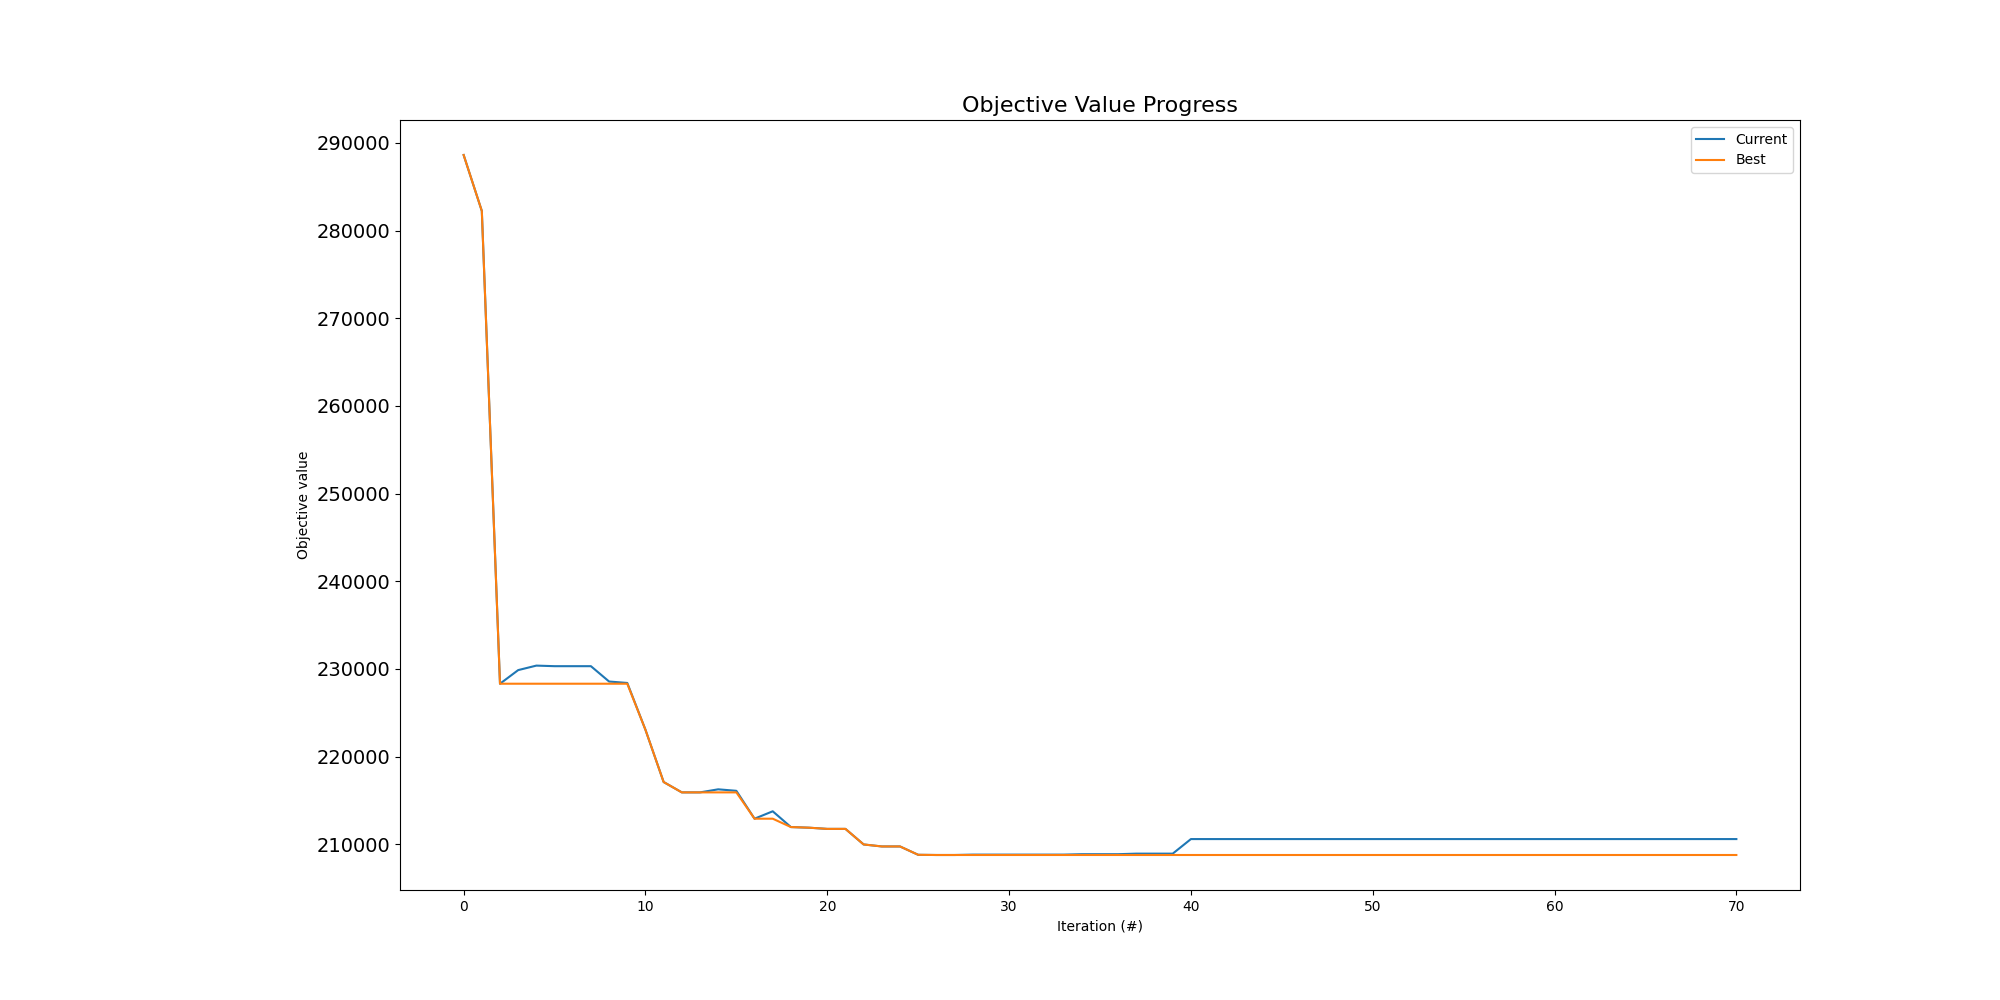 Objective Value Progress
Current
Best
290000
280000
270000
260000
250000
240000
230000
220000
210000
Objective value
0 10 20 30 40 50 60 70
Iteration (#)